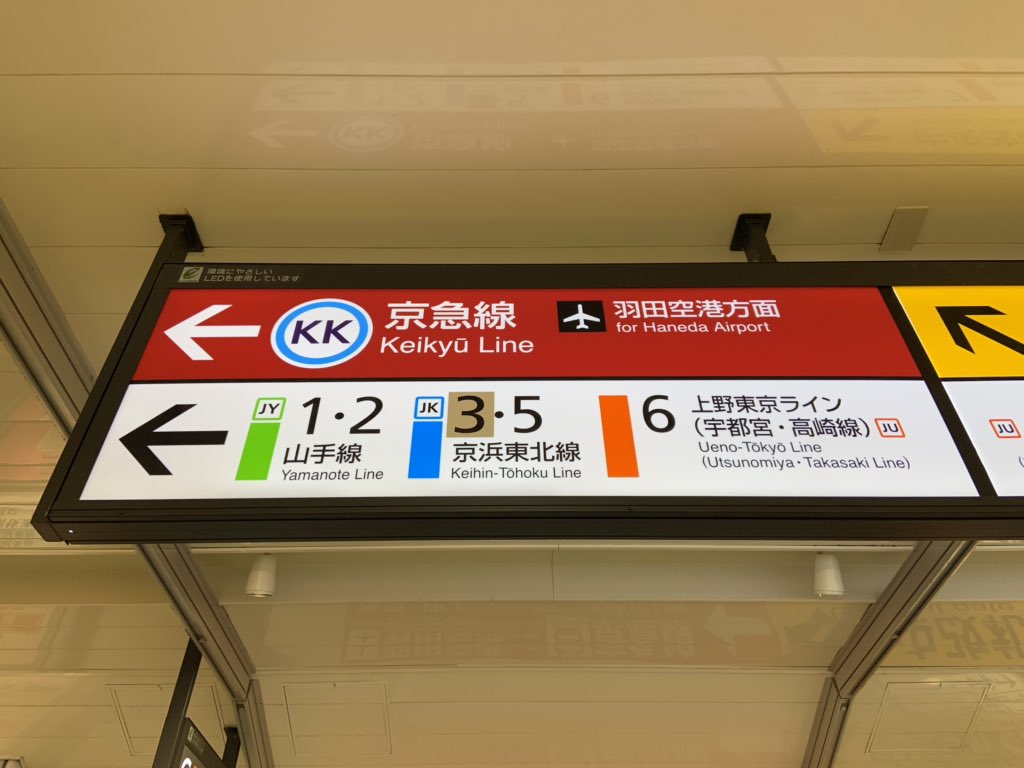 環境にやさしい
LEDを使用しています
← KK 京急線 羽田空港方面
Keikyū Line for Haneda Airport
← JY 1・2 JK 3・5 6 上野東京ライン
山手線 京浜東北線 (宇都宮・高崎線) JU
Yamanote Line Keihin-Tōhoku Line Ueno-Tōkyō Line
(Utsunomiya・Takasaki Line)
JU